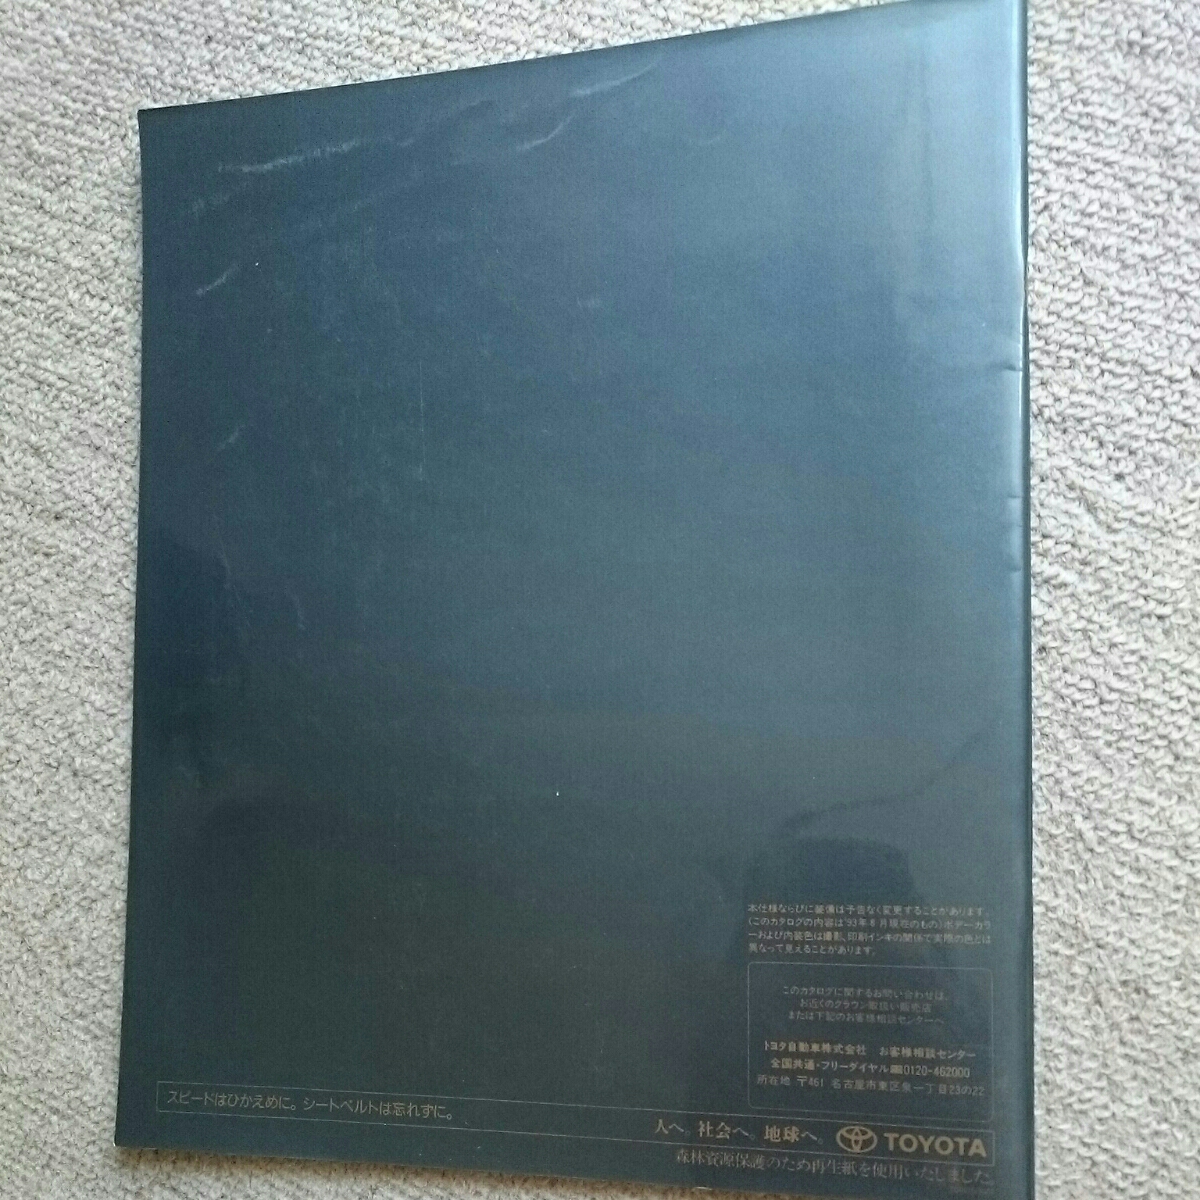 本仕様ならびに装備は予告なく変更することがあります。
(このカタログの内容は'93年8月現在のもの)ボデーカラ
ーおよび内装色は撮影、印刷インキの関係で実際の色とは
異なって見えることがあります。
このカタログに関するお問い合わせは、
お近くのクラウン取扱い販売店
または下記のお客様相談センターへ
トヨタ自動車株式会社 お客様相談センター
全国共通・フリーダイヤル 0120-462000
所在地 〒461 名古屋市東区泉一丁目23の22
スピードはひかえめに。シートベルトは忘れずに。
人へ。社会へ。地球へ。 TOYOTA
森林資源保護のため再生紙を使用いたしました